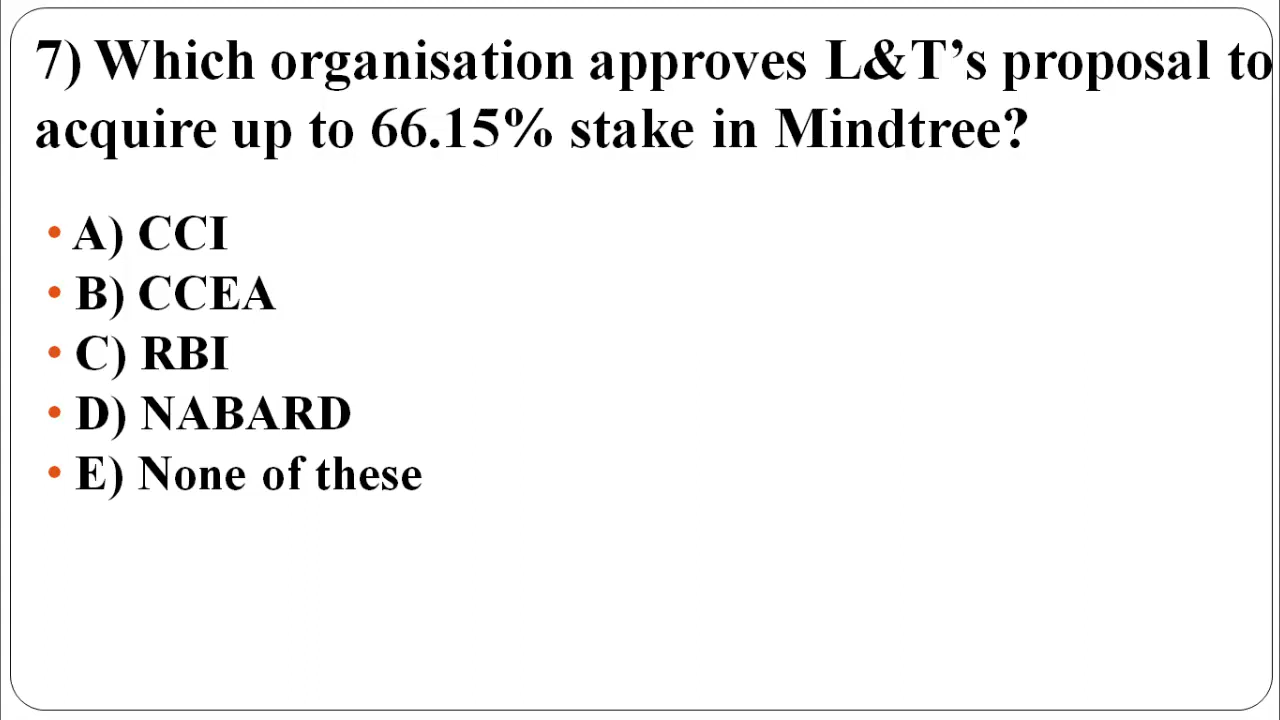 7) Which organisation approves L&T’s proposal to
acquire up to 66.15% stake in Mindtree?
• A) CCI
• B) CCEA
• C) RBI
• D) NABARD
• E) None of these